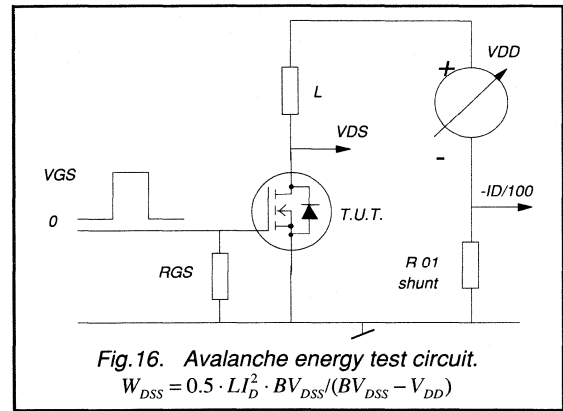 VDD
+
L
VDS
-
VGS
-ID/100
0
T.U.T.
RGS
R 01
shunt
Fig.16. Avalanche energy test circuit.
W_DSS = 0.5 · LI_D^2 · BV_DSS/(BV_DSS − V_DD)